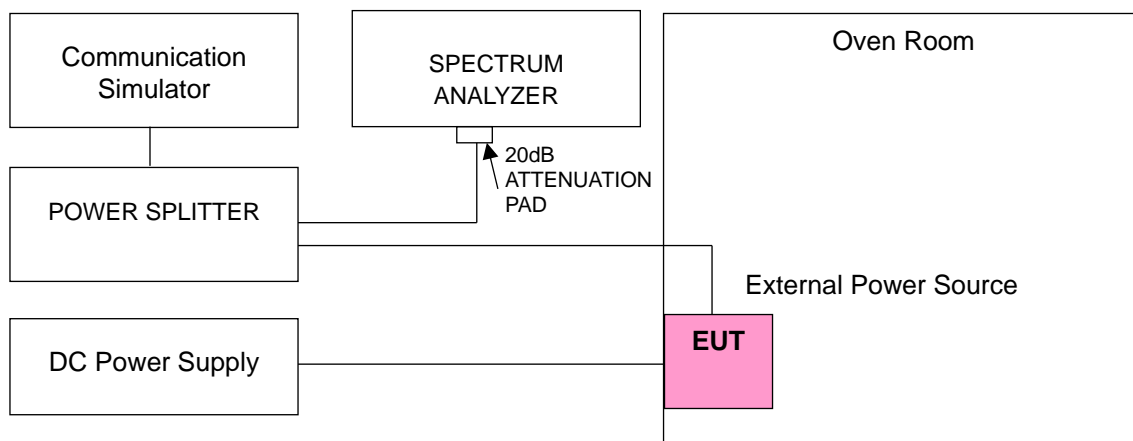 Communication
Simulator
SPECTRUM
ANALYZER
Oven Room
20dB
ATTENUATION
PAD
POWER SPLITTER
External Power Source
EUT
DC Power Supply